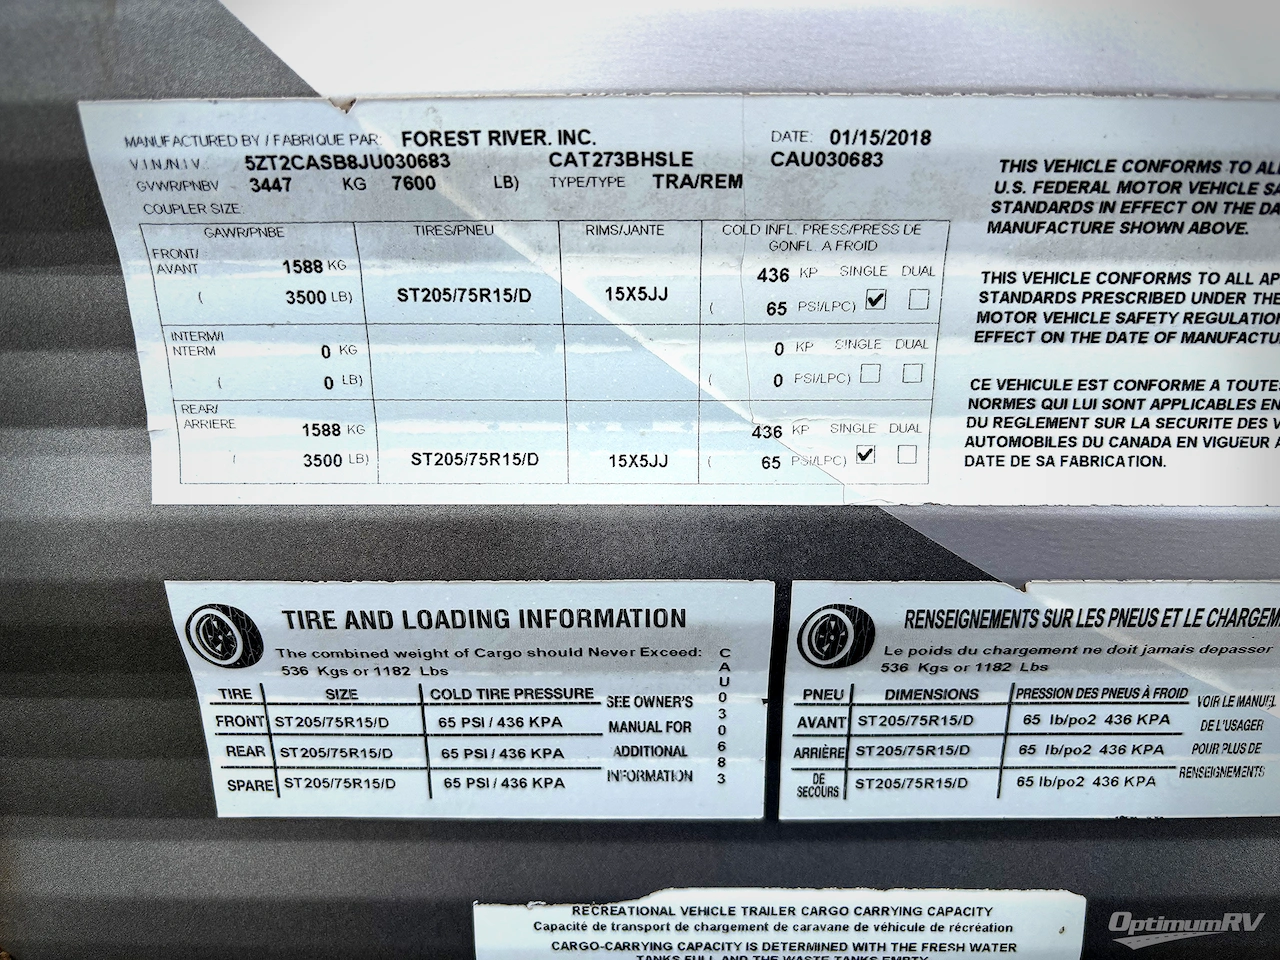 MANUFACTURED BY / FABRIQUE PAR: FOREST RIVER. INC. DATE: 01/15/2018
V.I.N./N.I.V. 5ZT2CASB8JU030683 CAT273BHSLE CAU030683
GVWR/PNBV 3447 KG 7600 LB) TYPE/TYPE TRA/REM
COUPLER SIZE:
GAWR/PNBE TIRES/PNEU RIMS/JANTE COLD INFL. PRESS/PRESS DE
GONFL. A FROID
FRONT/
AVANT 1588 KG 436 KP SINGLE DUAL
( 3500 LB) ST205/75R15/D 15X5JJ ( 65 PSI/LPC)
INTERM/I
NTERM 0 KG 0 KP SINGLE DUAL
( 0 LB) ( 0 PSI/LPC)
REAR/
ARRIERE 1588 KG 436 KP SINGLE DUAL
( 3500 LB) ST205/75R15/D 15X5JJ ( 65 PSI/LPC)
THIS VEHICLE CONFORMS TO ALL
U.S. FEDERAL MOTOR VEHICLE SA
STANDARDS IN EFFECT ON THE DA
MANUFACTURE SHOWN ABOVE.
THIS VEHICLE CONFORMS TO ALL AP
STANDARDS PRESCRIBED UNDER THE
MOTOR VEHICLE SAFETY REGULATION
EFFECT ON THE DATE OF MANUFACTU
CE VEHICULE EST CONFORME A TOUTES
NORMES QUI LUI SONT APPLICABLES EN
DU REGLEMENT SUR LA SECURITE DES V
AUTOMOBILES DU CANADA EN VIGUEUR A
DATE DE SA FABRICATION.
TIRE AND LOADING INFORMATION
The combined weight of Cargo should Never Exceed:
536 Kgs or 1182 Lbs
TIRE SIZE COLD TIRE PRESSURE
FRONT ST205/75R15/D 65 PSI / 436 KPA
REAR ST205/75R15/D 65 PSI / 436 KPA
SPARE ST205/75R15/D 65 PSI / 436 KPA
SEE OWNER'S
MANUAL FOR
ADDITIONAL
INFORMATION
CAU030683
RENSEIGNEMENTS SUR LES PNEUS ET LE CHARGEM
Le poids du chargement ne doit jamais depasser
536 Kgs or 1182 Lbs
PNEU DIMENSIONS PRESSION DES PNEUS À FROID
AVANT ST205/75R15/D 65 lb/po2 436 KPA
ARRIÈRE ST205/75R15/D 65 lb/po2 436 KPA
DE
SECOURS ST205/75R15/D 65 lb/po2 436 KPA
VOIR LE MANUEL
DE L'USAGER
POUR PLUS DE
RENSEIGNEMENTS
RECREATIONAL VEHICLE TRAILER CARGO CARRYING CAPACITY
Capacité de transport de chargement de caravane de véhicule de récréation
CARGO-CARRYING CAPACITY IS DETERMINED WITH THE FRESH WATER
TANKS FULL AND THE WASTE TANKS EMPTY
OptimumRV